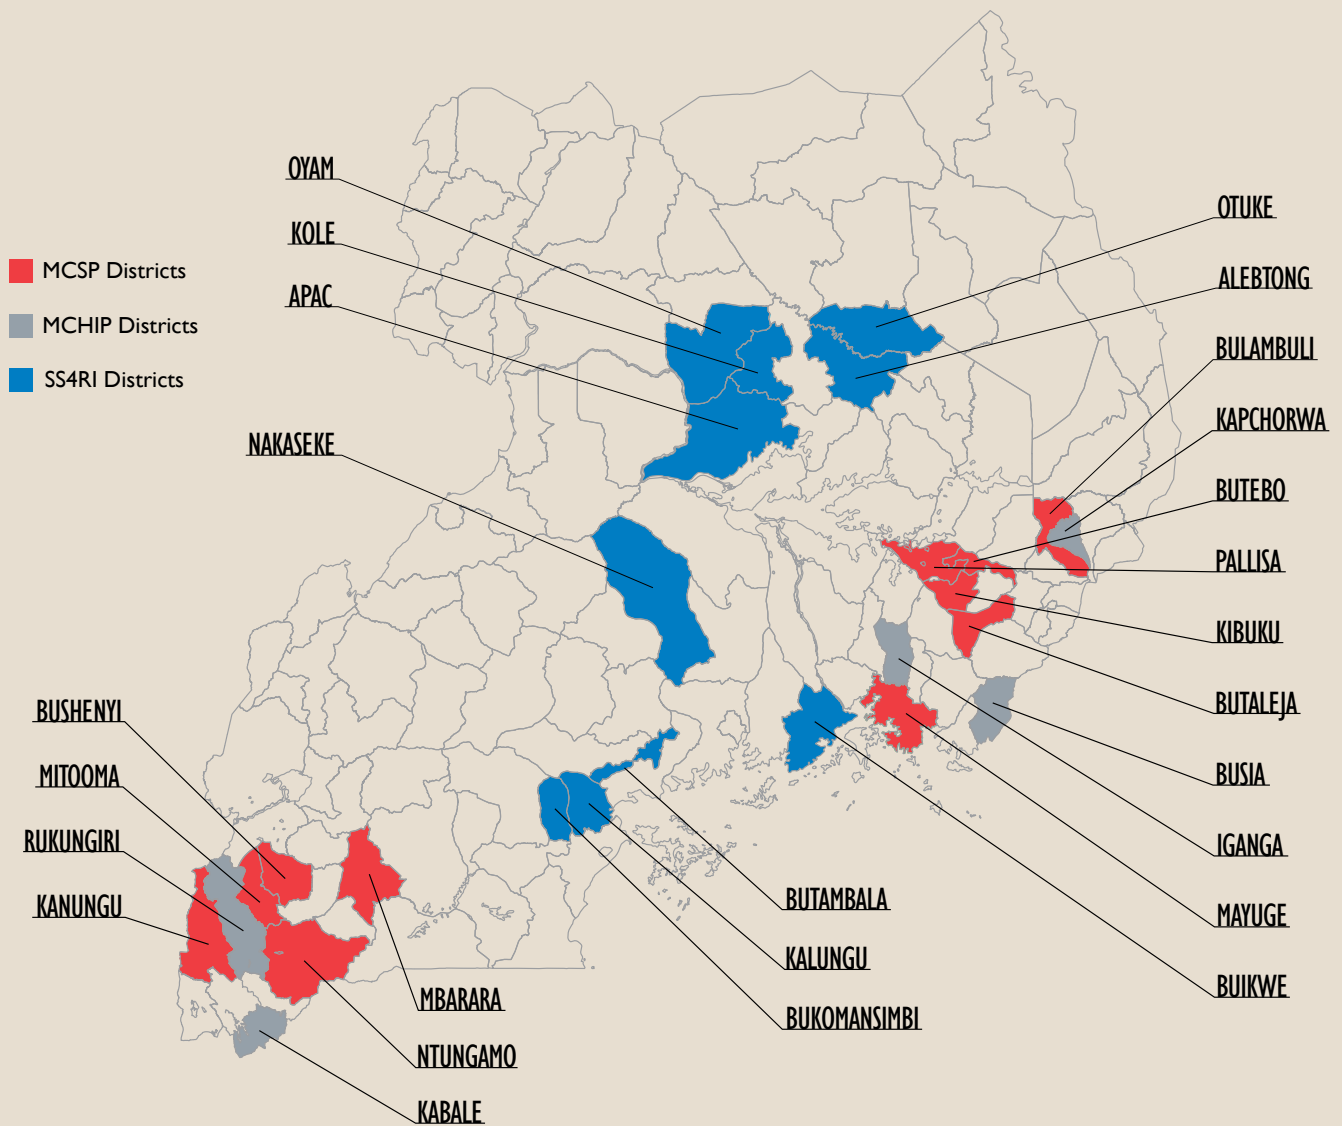 OYAM
KOLE
APAC
NAKASEKE
MCSP Districts
MCHIP Districts
SS4RI Districts
OTUKE
ALEBTONG
BULAMBULI
KAPCHORWA
BUTEBO
PALLISA
KIBUKU
BUTALEJA
BUSIA
IGANGA
MAYUGE
BUIKWE
BUSHENYI
MITOOMA
RUKUNGIRI
KANUNGU
BUTAMBALA
KALUNGU
BUKOMANSIMBI
MBARARA
NTUNGAMO
KABALE